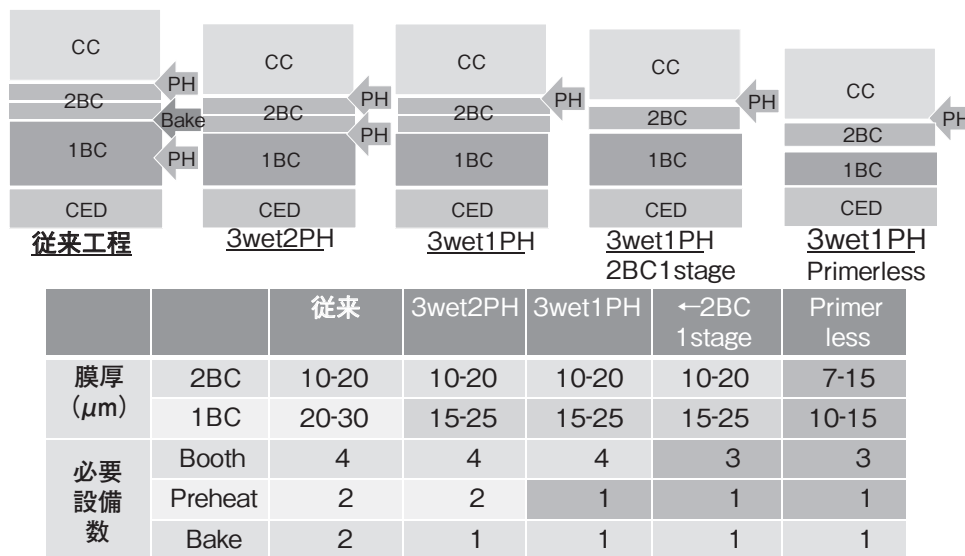 CC
PH
2BC
Bake
1BC
PH
CED
従来工程
CC
PH
2BC
PH
1BC
CED
3wet2PH
CC
PH
2BC
1BC
CED
3wet1PH
CC
PH
2BC
1BC
CED
3wet1PH
2BC1stage
CC
PH
2BC
1BC
CED
3wet1PH
Primerless
従来 3wet2PH 3wet1PH ←2BC 1stage Primer less
膜厚 (μm) 2BC 10-20 10-20 10-20 10-20 7-15
1BC 20-30 15-25 15-25 15-25 10-15
必要設備数 Booth 4 4 4 3 3
Preheat 2 2 1 1 1
Bake 2 1 1 1 1